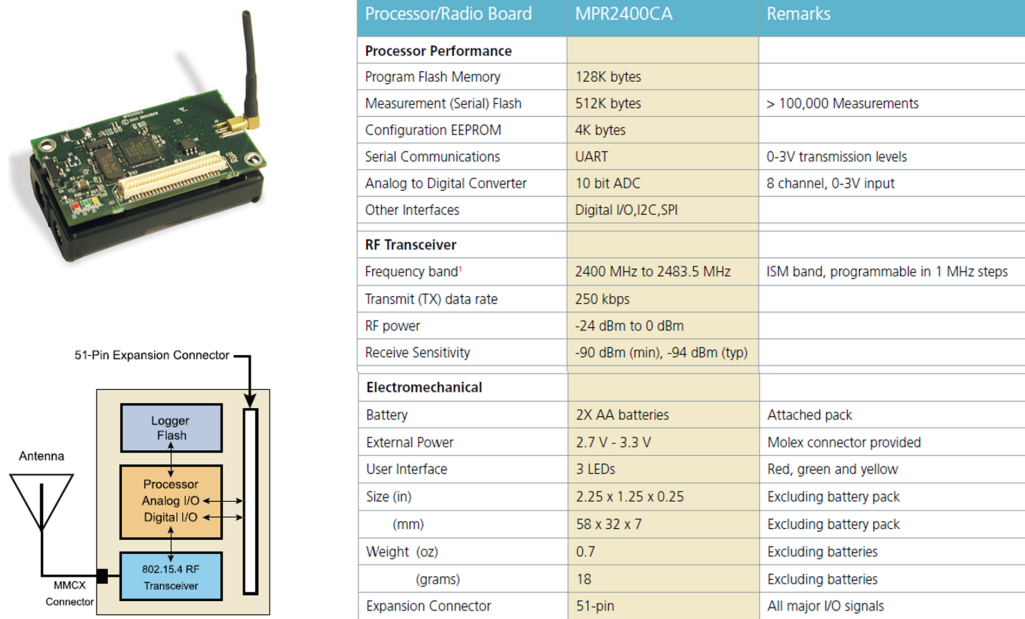 Processor/Radio Board MPR2400CA Remarks
Processor Performance
Program Flash Memory 128K bytes
Measurement (Serial) Flash 512K bytes > 100,000 Measurements
Configuration EEPROM 4K bytes
Serial Communications UART 0-3V transmission levels
Analog to Digital Converter 10 bit ADC 8 channel, 0-3V input
Other Interfaces Digital I/O,I2C,SPI
RF Transceiver
Frequency band¹ 2400 MHz to 2483.5 MHz ISM band, programmable in 1 MHz steps
Transmit (TX) data rate 250 kbps
RF power -24 dBm to 0 dBm
Receive Sensitivity -90 dBm (min), -94 dBm (typ)
Electromechanical
Battery 2X AA batteries Attached pack
External Power 2.7 V - 3.3 V Molex connector provided
User Interface 3 LEDs Red, green and yellow
Size (in) 2.25 x 1.25 x 0.25 Excluding battery pack
(mm) 58 x 32 x 7 Excluding battery pack
Weight (oz) 0.7 Excluding batteries
(grams) 18 Excluding batteries
Expansion Connector 51-pin All major I/O signals
51-Pin Expansion Connector
Logger
Flash
Antenna
Processor
Analog I/O
Digital I/O
802.15.4 RF
Transceiver
MMCX
Connector